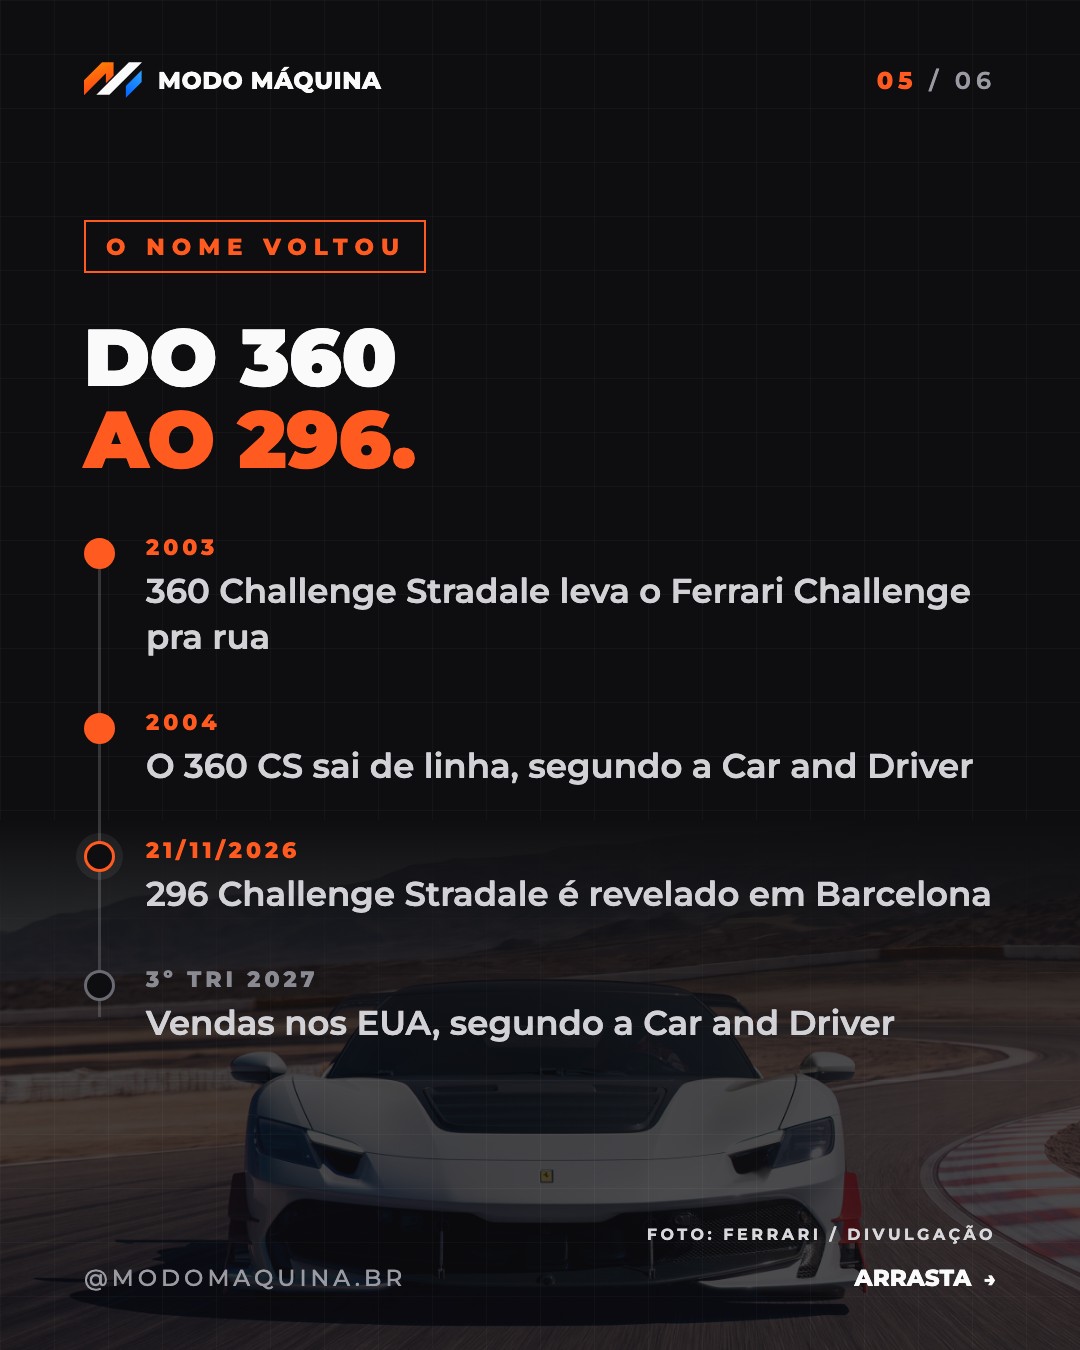 MODO MÁQUINA
05 / 06
O NOME VOLTOU
DO 360
AO 296.
2003
360 Challenge Stradale leva o Ferrari Challenge
pra rua
2004
O 360 CS sai de linha, segundo a Car and Driver
21/11/2026
296 Challenge Stradale é revelado em Barcelona
3º TRI 2027
Vendas nos EUA, segundo a Car and Driver
FOTO: FERRARI / DIVULGAÇÃO
@MODOMAQUINA.BR
ARRASTA →